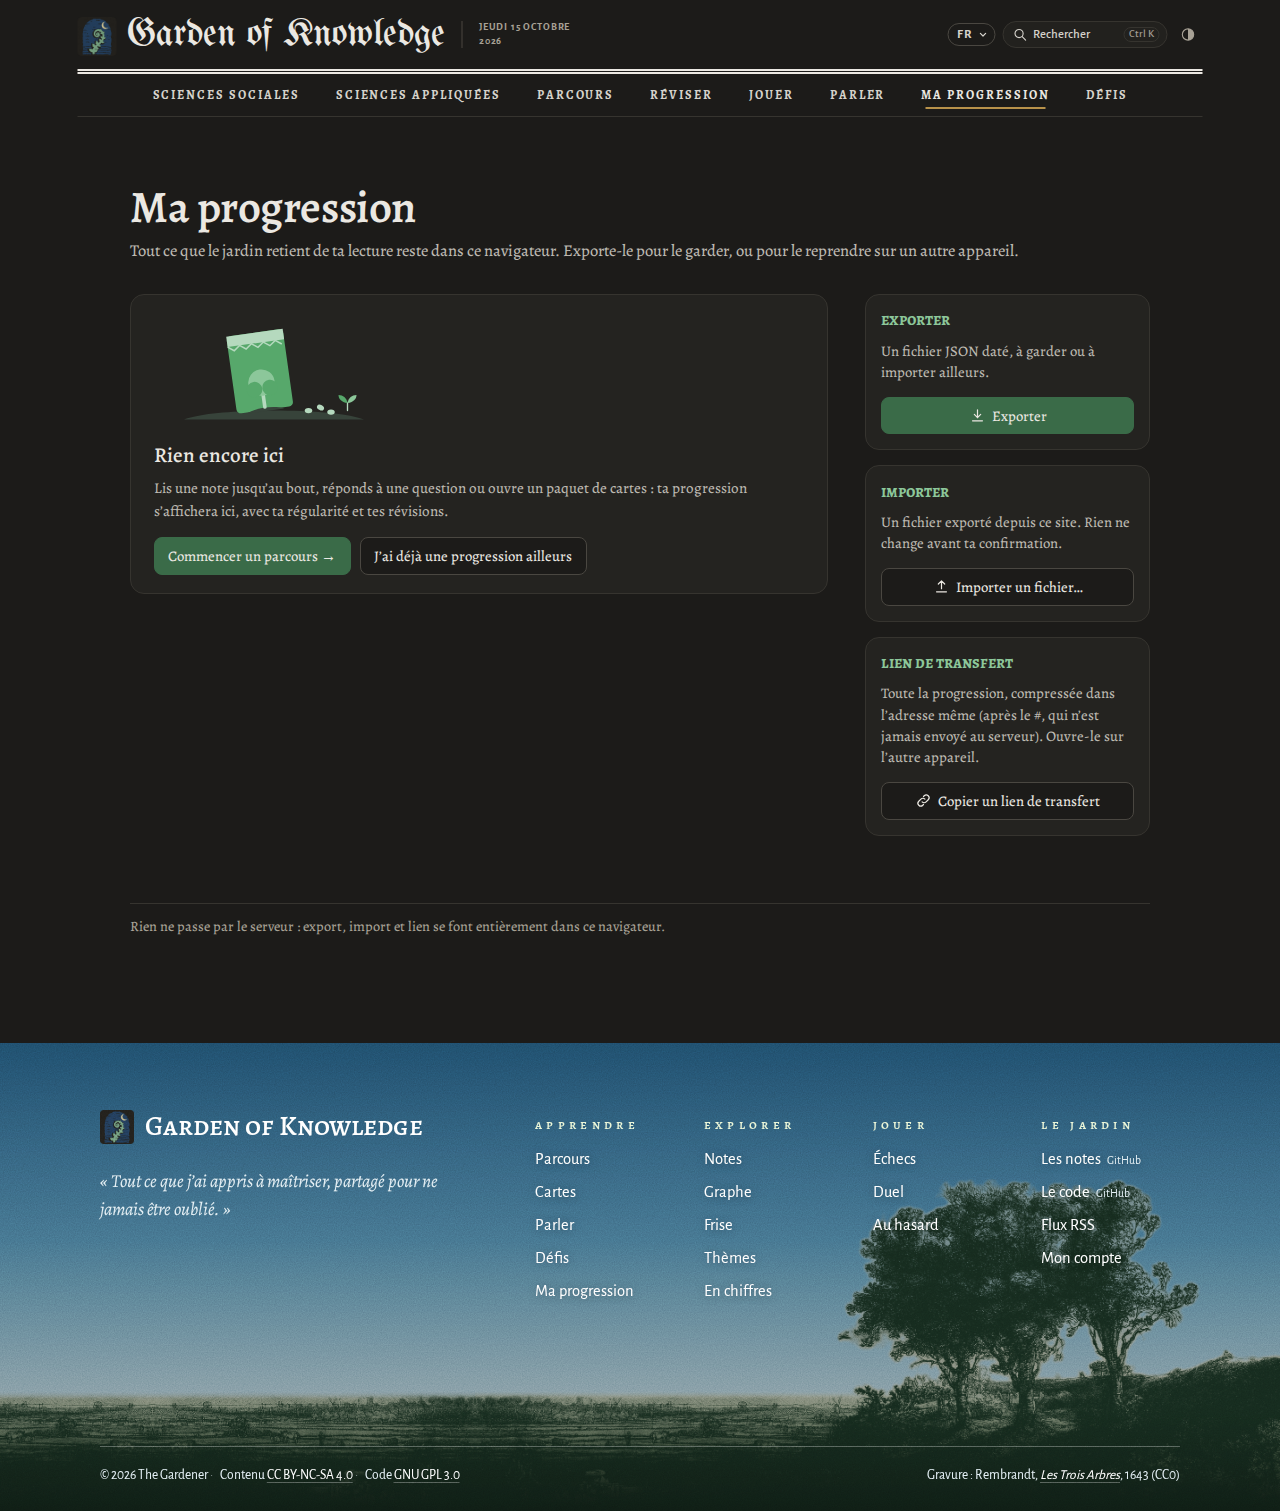 Garden of Knowledge
JEUDI 15 OCTOBRE
2026
FR
Rechercher
Ctrl K
SCIENCES SOCIALES
SCIENCES APPLIQUÉES
PARCOURS
RÉVISER
JOUER
PARLER
MA PROGRESSION
DÉFIS
Ma progression
Tout ce que le jardin retient de ta lecture reste dans ce navigateur. Exporte-le pour le garder, ou pour le reprendre sur un autre appareil.
Rien encore ici
Lis une note jusqu'au bout, réponds à une question ou ouvre un paquet de cartes : ta progression
s'affichera ici, avec ta régularité et tes révisions.
Commencer un parcours →
J'ai déjà une progression ailleurs
EXPORTER
Un fichier JSON daté, à garder ou à
importer ailleurs.
Exporter
IMPORTER
Un fichier exporté depuis ce site. Rien ne
change avant ta confirmation.
Importer un fichier…
LIEN DE TRANSFERT
Toute la progression, compressée dans
l'adresse même (après le #, qui n'est
jamais envoyé au serveur). Ouvre-le sur
l'autre appareil.
Copier un lien de transfert
Rien ne passe par le serveur : export, import et lien se font entièrement dans ce navigateur.
Garden of Knowledge
« Tout ce que j'ai appris à maîtriser, partagé pour ne
jamais être oublié. »
APPRENDRE
Parcours
Cartes
Parler
Défis
Ma progression
EXPLORER
Notes
Graphe
Frise
Thèmes
En chiffres
JOUER
Échecs
Duel
Au hasard
LE JARDIN
Les notes GitHub
Le code GitHub
Flux RSS
Mon compte
© 2026 The Gardener · Contenu CC BY-NC-SA 4.0 · Code GNU GPL 3.0
Gravure : Rembrandt, Les Trois Arbres, 1643 (CC0)